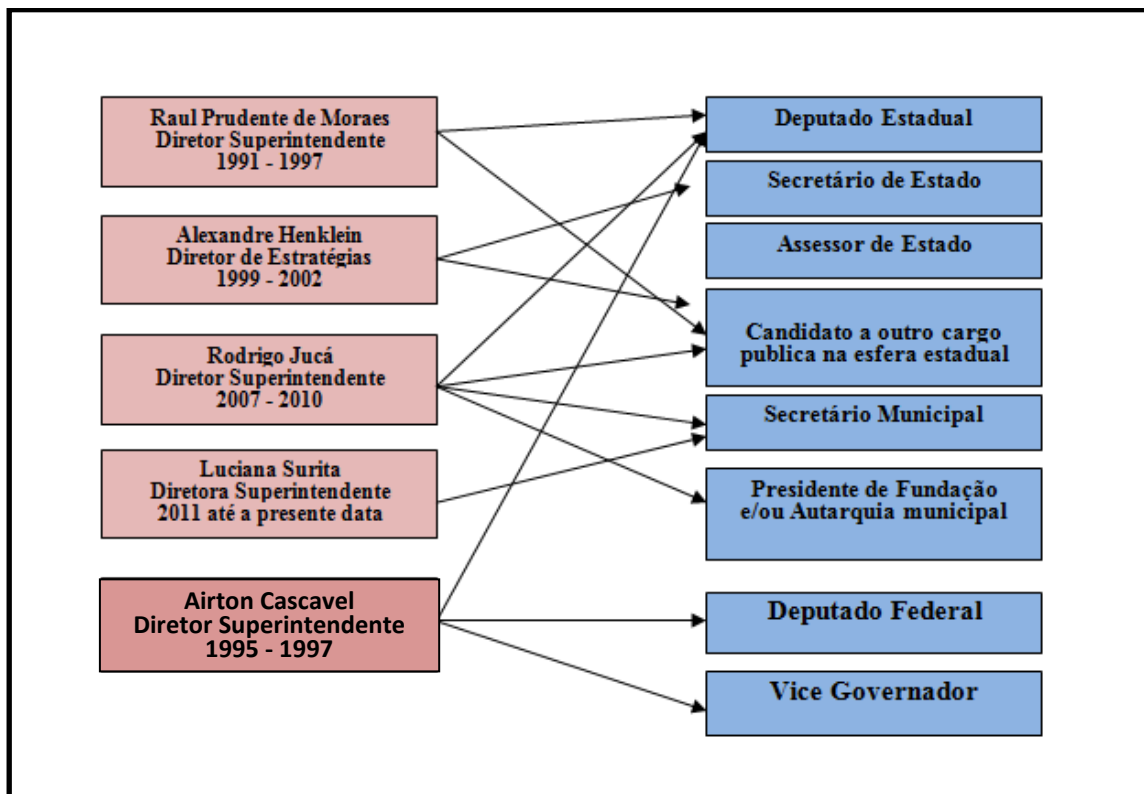 Raul Prudente de Moraes
Diretor Superintendente
1991 - 1997
Alexandre Henklein
Diretor de Estratégias
1999 - 2002
Rodrigo Jucá
Diretor Superintendente
2007 - 2010
Luciana Surita
Diretora Superintendente
2011 até a presente data
Airton Cascavel
Diretor Superintendente
1995 - 1997
Deputado Estadual
Secretário de Estado
Assessor de Estado
Candidato a outro cargo
publica na esfera estadual
Secretário Municipal
Presidente de Fundação
e/ou Autarquia municipal
Deputado Federal
Vice Governador